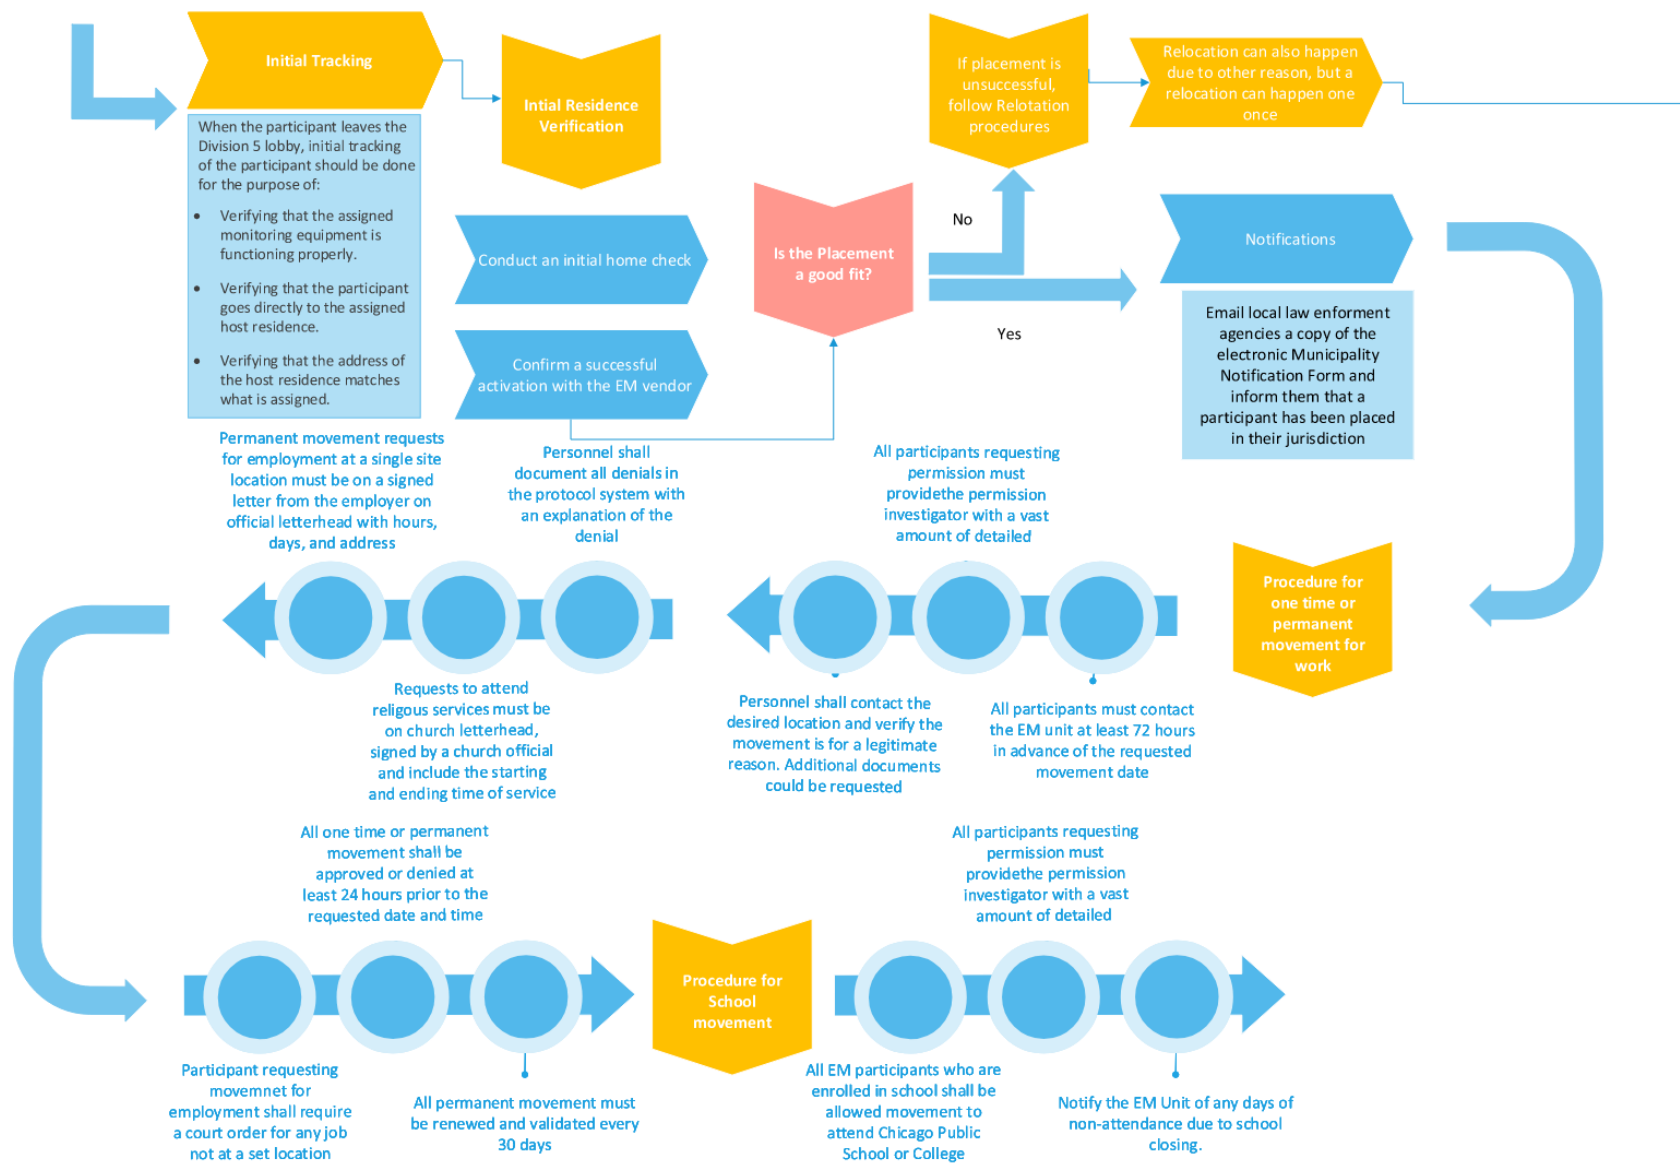 Initial Tracking
When the participant leaves the
Division 5 lobby, initial tracking
of the participant should be done
for the purpose of:
• Verifying that the assigned
monitoring equipment is
functioning properly.
• Verifying that the participant
goes directly to the assigned
host residence.
• Verifying that the address of
the host residence matches
what is assigned.
Intial Residence
Verification
Conduct an initial home check
Confirm a successful
activation with the EM vendor
Is the Placement
a good fit?
No
Yes
If placement is
unsuccessful,
follow Relotation
procedures
Relocation can also happen
due to other reason, but a
relocation can happen one
once
Notifications
Email local law enforment
agencies a copy of the
electronic Municipality
Notification Form and
inform them that a
participant has been placed
in their jurisdiction
Procedure for
one time or
permanent
movement for
work
All participants must contact
the EM unit at least 72 hours
in advance of the requested
movement date
All participants requesting
permission must
providethe permission
investigator with a vast
amount of detailed
Personnel shall contact the
desired location and verify the
movement is for a legitimate
reason. Additional documents
could be requested
Personnel shall
document all denials in
the protocol system with
an explanation of the
denial
Requests to attend
religous services must be
on church letterhead,
signed by a church official
and include the starting
and ending time of service
Permanent movement requests
for employment at a single site
location must be on a signed
letter from the employer on
official letterhead with hours,
days, and address
Participant requesting
movemnet for
employment shall require
a court order for any job
not at a set location
All one time or permanent
movement shall be
approved or denied at
least 24 hours prior to the
requested date and time
All permanent movement must
be renewed and validated every
30 days
Procedure for
School
movement
All EM participants who are
enrolled in school shall be
allowed movement to
attend Chicago Public
School or College
All participants requesting
permission must
providethe permission
investigator with a vast
amount of detailed
Notify the EM Unit of any days of
non-attendance due to school
closing.